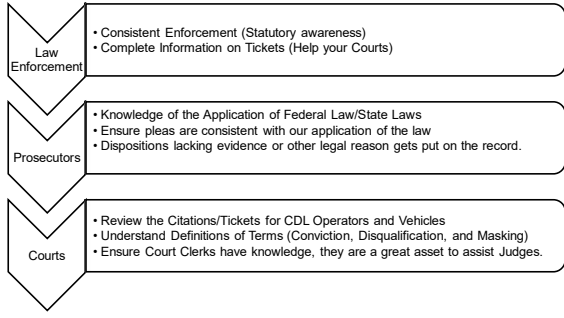 Law
Enforcement
• Consistent Enforcement (Statutory awareness)
• Complete Information on Tickets (Help your Courts)
Prosecutors
• Knowledge of the Application of Federal Law/State Laws
• Ensure pleas are consistent with our application of the law
• Dispositions lacking evidence or other legal reason gets put on the record.
Courts
• Review the Citations/Tickets for CDL Operators and Vehicles
• Understand Definitions of Terms (Conviction, Disqualification, and Masking)
• Ensure Court Clerks have knowledge, they are a great asset to assist Judges.